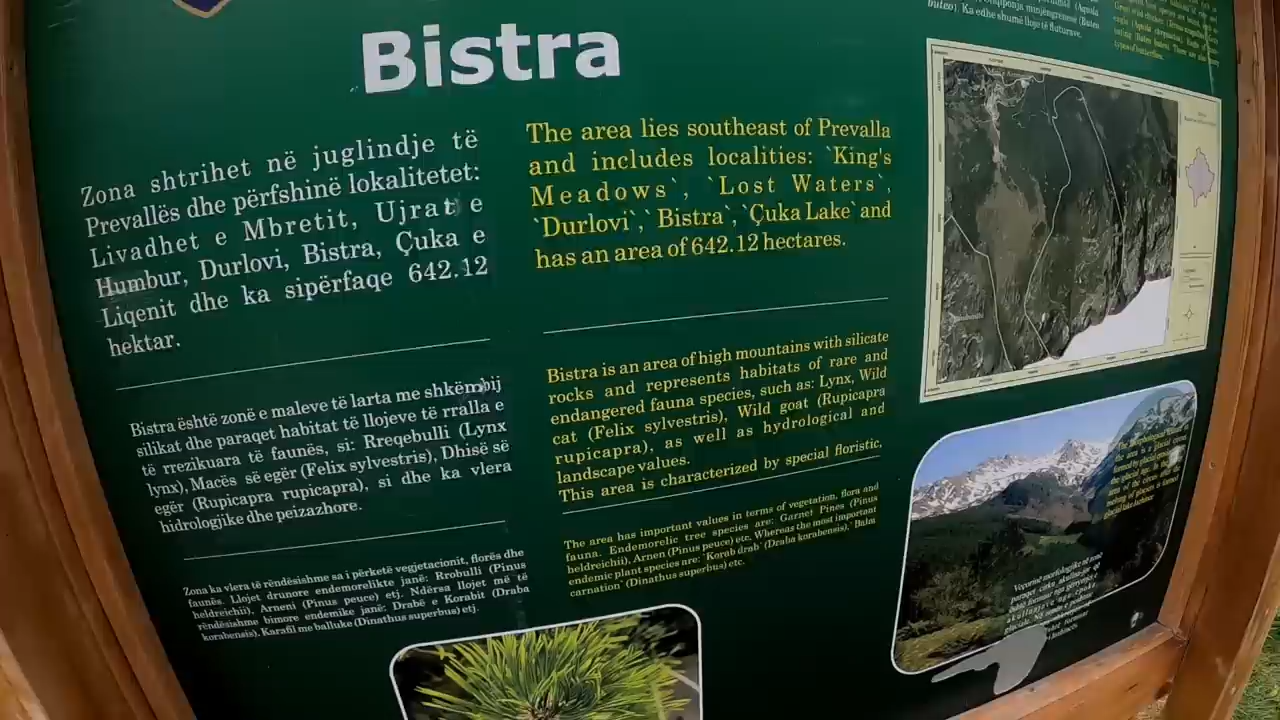 Bistra
Zona shtrihet në juglindje të
Prevallës dhe përfshinë lokalitetet:
Livadhet e Mbretit, Ujrat e
Humbur, Durlovi, Bistra, Çuka e
Liqenit dhe ka sipërfaqe 642.12
hektar.
Bistra është zonë e maleve të larta me shkëmbij
silikat dhe paraqet habitat të llojeve të rralla e
të rrezikuara të faunës, si: Rreqebulli (Lynx
lynx), Macës së egër (Felix sylvestris), Dhisë së
egër (Rupicapra rupicapra), si dhe ka vlera
hidrologjike dhe peizazhore.
Zona ka vlera të rëndësishme sa i përketë vegjetacionit, florës dhe
faunës. Llojet drunore endemorelikte janë: Rrobulli (Pinus
heldreichii), Arneni (Pinus peuce) etj. Ndërsa llojet më të
rëndësishme bimore endemike janë: Drabë e Korabit (Draba
korabensis), Karafil me balluke (Dinathus superbus) etj.
The area lies southeast of Prevalla
and includes localities: `King's
Meadows`, `Lost Waters`,
`Durlovi`,` Bistra`,`Çuka Lake` and
has an area of 642.12 hectares.
Bistra is an area of high mountains with silicate
rocks and represents habitats of rare and
endangered fauna species, such as: Lynx, Wild
cat (Felix sylvestris), Wild goat (Rupicapra
rupicapra), as well as hydrological and
landscape values.
This area is characterized by special floristic,
The area has important values in terms of vegetation, flora and
fauna. Endemorelic tree species are: Garnet Pines (Pinus
heldreichii), Arnen (Pinus peuce) etc. Whereas the most important
endemic plant species are: `Korab drab` (Draba korabensis),` Balm
carnation` (Dinathus superbus) etc.
buteo). Ka edhe shumë lloje të fluturave.